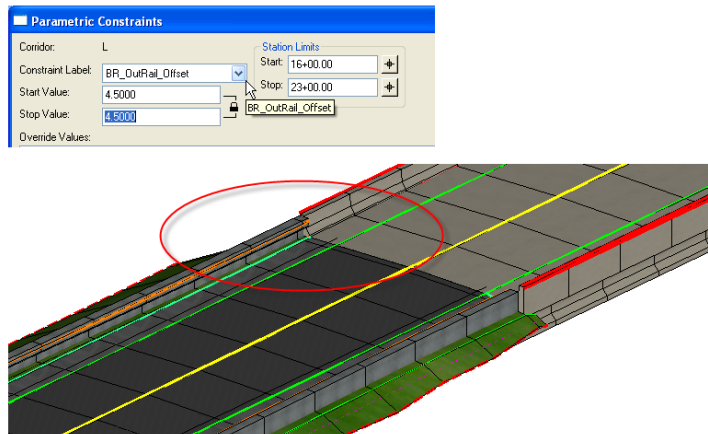 Parametric Constraints
Corridor: L
Constraint Label: BR_OutRail_Offset
Start Value: 4.5000
Stop Value: 4.5000
Override Values:
Station Limits
Start: 16+00.00
Stop: 23+00.00
BR_OutRail_Offset